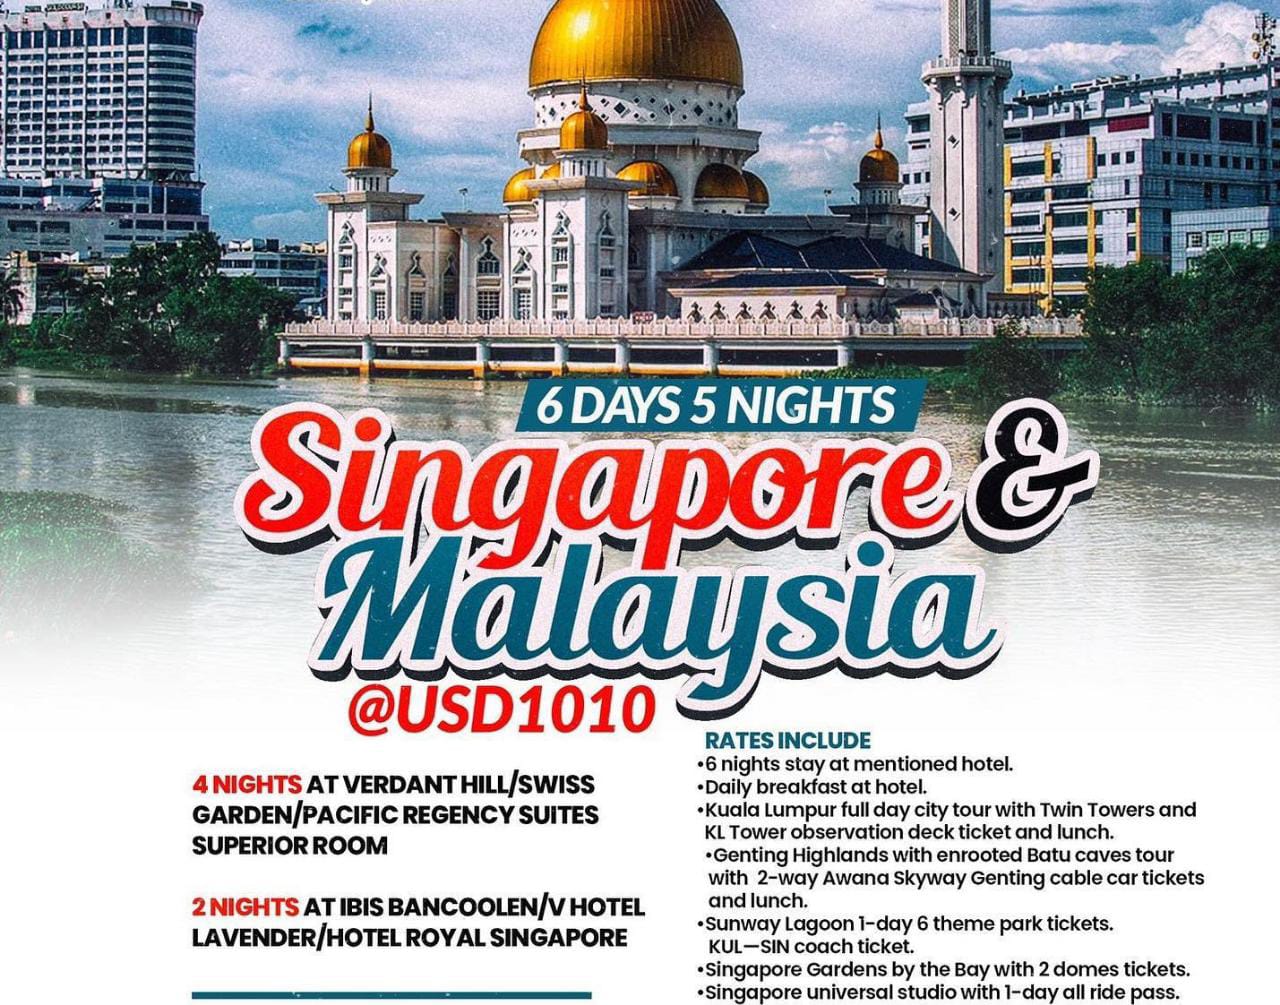 6 DAYS 5 NIGHTS
Singapore &
Malaysia
@USD1010
4 NIGHTS AT VERDANT HILL/SWISS
GARDEN/PACIFIC REGENCY SUITES
SUPERIOR ROOM
2 NIGHTS AT IBIS BANCOOLEN/V HOTEL
LAVENDER/HOTEL ROYAL SINGAPORE
RATES INCLUDE
•6 nights stay at mentioned hotel.
•Daily breakfast at hotel.
•Kuala Lumpur full day city tour with Twin Towers and
KL Tower observation deck ticket and lunch.
•Genting Highlands with enrooted Batu caves tour
with 2-way Awana Skyway Genting cable car tickets
and lunch.
•Sunway Lagoon 1-day 6 theme park tickets.
KUL—SIN coach ticket.
•Singapore Gardens by the Bay with 2 domes tickets.
•Singapore universal studio with 1-day all ride pass.